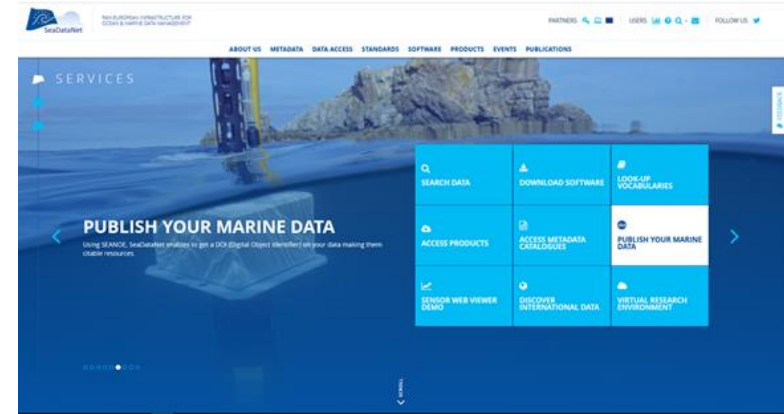 SeaDataNet
PAN-EUROPEAN INFRASTRUCTURE FOR
OCEAN & MARINE DATA MANAGEMENT
PARTNERS
USERS
FOLLOW US
ABOUT US METADATA DATA ACCESS STANDARDS SOFTWARE PRODUCTS EVENTS PUBLICATIONS
SERVICES
FEEDBACK
SEARCH DATA
DOWNLOAD SOFTWARE
LOOK-UP
VOCABULARIES
PUBLISH YOUR MARINE DATA
Using SEANOE, SeaDataNet enables to get a DOI (Digital Object Identifier) on your data making them
citable resources.
ACCESS PRODUCTS
ACCESS METADATA
CATALOGUES
PUBLISH YOUR MARINE
DATA
SENSOR WEB VIEWER
DEMO
DISCOVER
INTERNATIONAL DATA
VIRTUAL RESEARCH
ENVIRONMENT
SCROLL